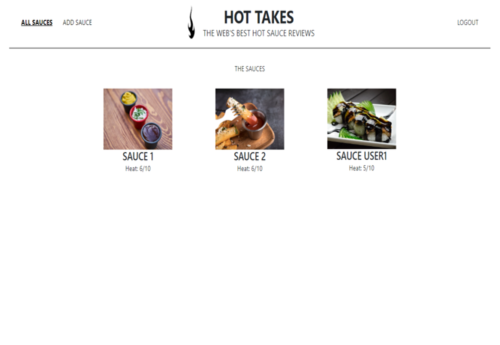 HOT TAKES
ALL SAUCES ADD SAUCE THE WEB'S BEST HOT SAUCE REVIEWS LOGOUT
THE SAUCES
SAUCE 1 SAUCE 2 SAUCE USER1
Heat: 6/10 Heat: 6/10 Heat: 5/10